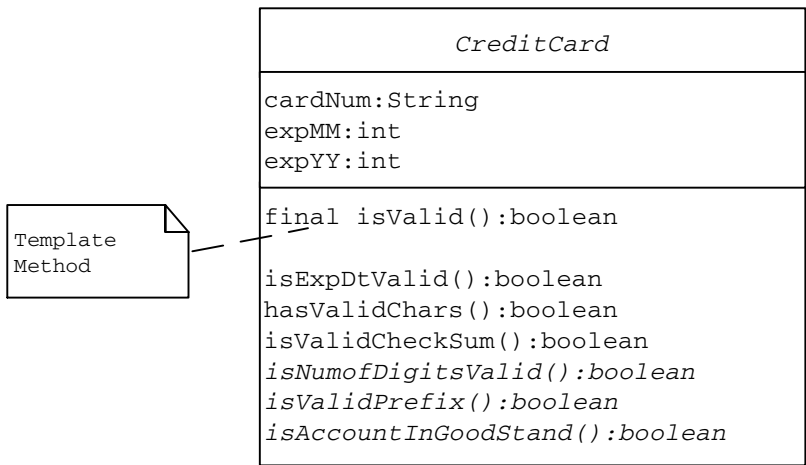 CreditCard
cardNum:String
expMM:int
expYY:int
Template
Method
final isValid():boolean
isExpDtValid():boolean
hasValidChars():boolean
isValidCheckSum():boolean
isNumofDigitsValid():boolean
isValidPrefix():boolean
isAccountInGoodStand():boolean